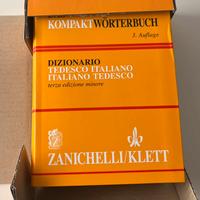 KOMPAKTWÖRTERBUCH
3. Auflage
DIZIONARIO
TEDESCO ITALIANO
ITALIANO TEDESCO
terza edizione minore
ZANICHELLI/KLETT